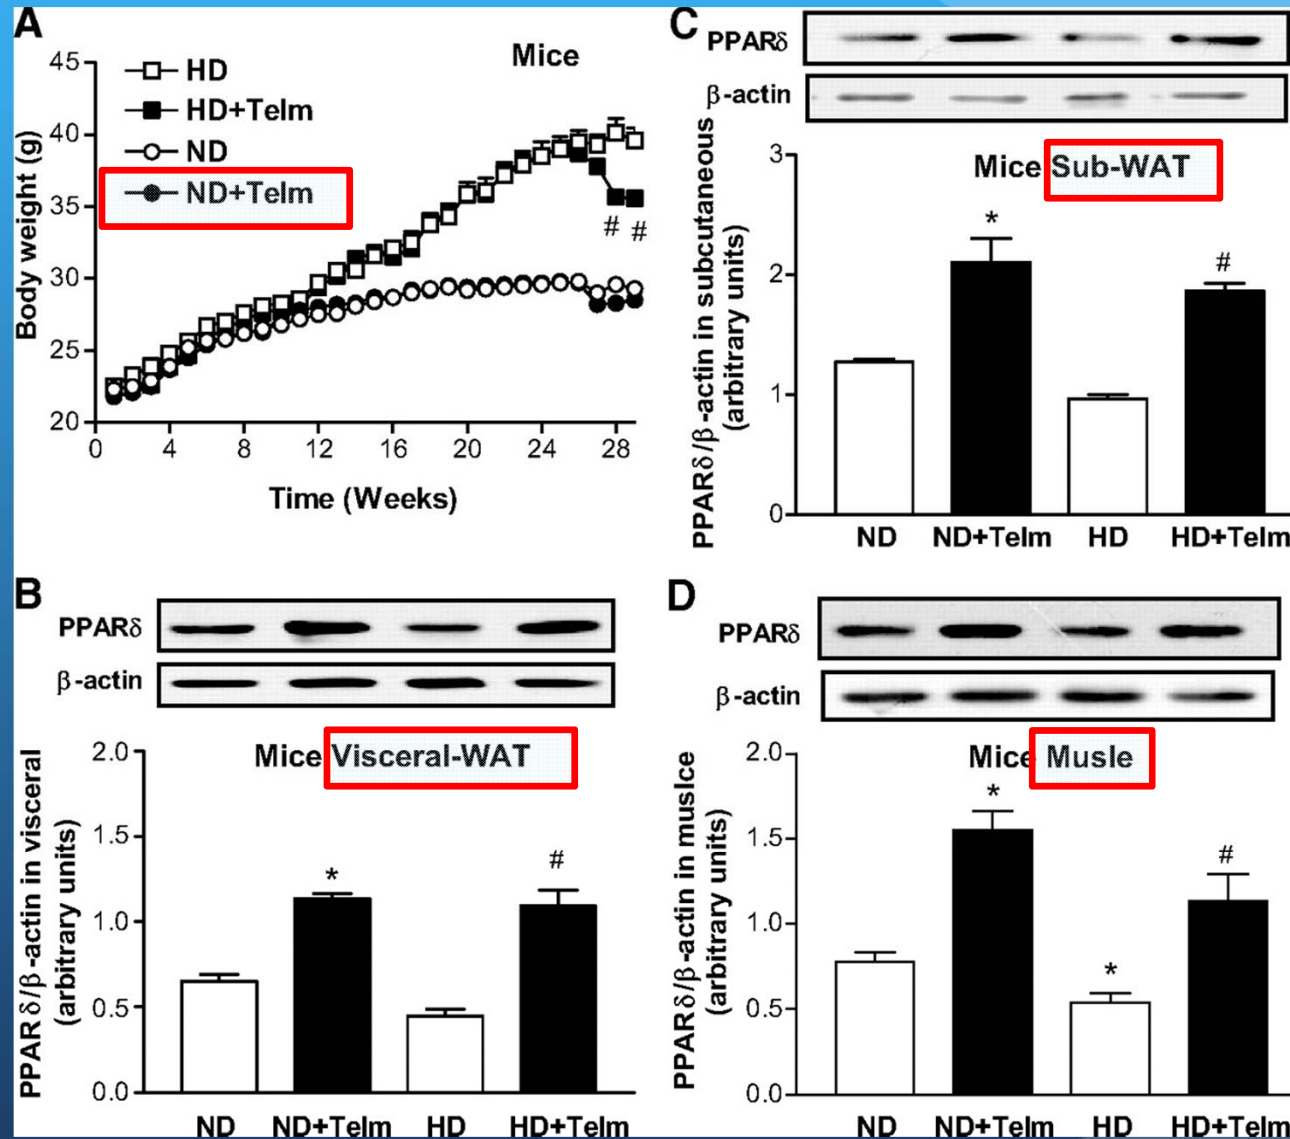 A
Mice
HD
HD+Telm
ND
ND+Telm
Body weight (g)
45
40
35
30
25
20
# #
0 4 8 12 16 20 24 28
Time (Weeks)
C
PPARδ
β-actin
Mice Sub-WAT
PPARδ/β-actin in subcutaneous
(arbitrary units)
3
2
1
0
*
#
ND ND+Telm HD HD+Telm
B
PPARδ
β-actin
Mice Visceral-WAT
PPARδ/β-actin in visceral
(arbitrary units)
2.0
1.5
1.0
0.5
0.0
*
#
ND ND+Telm HD HD+Telm
D
PPARδ
β-actin
Mice Musle
PPARδ/β-actin in muslce
(arbitrary units)
2.0
1.5
1.0
0.5
0.0
*
*
#
ND ND+Telm HD HD+Telm